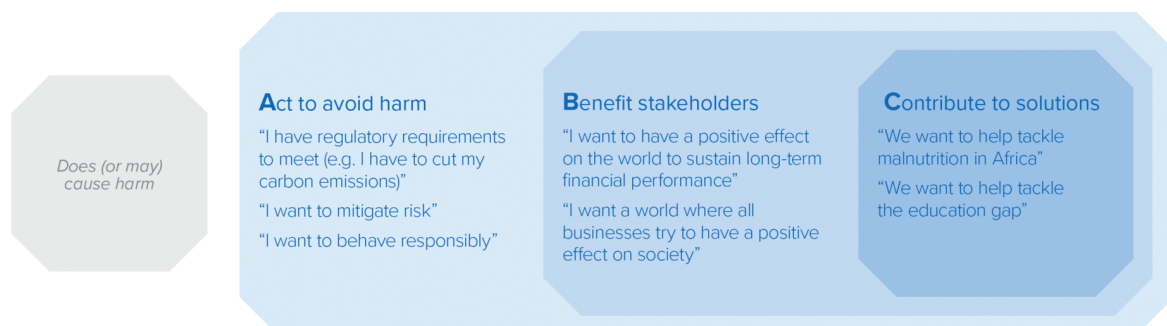 Does (or may)
cause harm
Act to avoid harm
“I have regulatory requirements
to meet (e.g. I have to cut my
carbon emissions)”
“I want to mitigate risk”
“I want to behave responsibly”
Benefit stakeholders
“I want to have a positive effect
on the world to sustain long-term
financial performance”
“I want a world where all
businesses try to have a positive
effect on society”
Contribute to solutions
“We want to help tackle
malnutrition in Africa”
“We want to help tackle
the education gap”